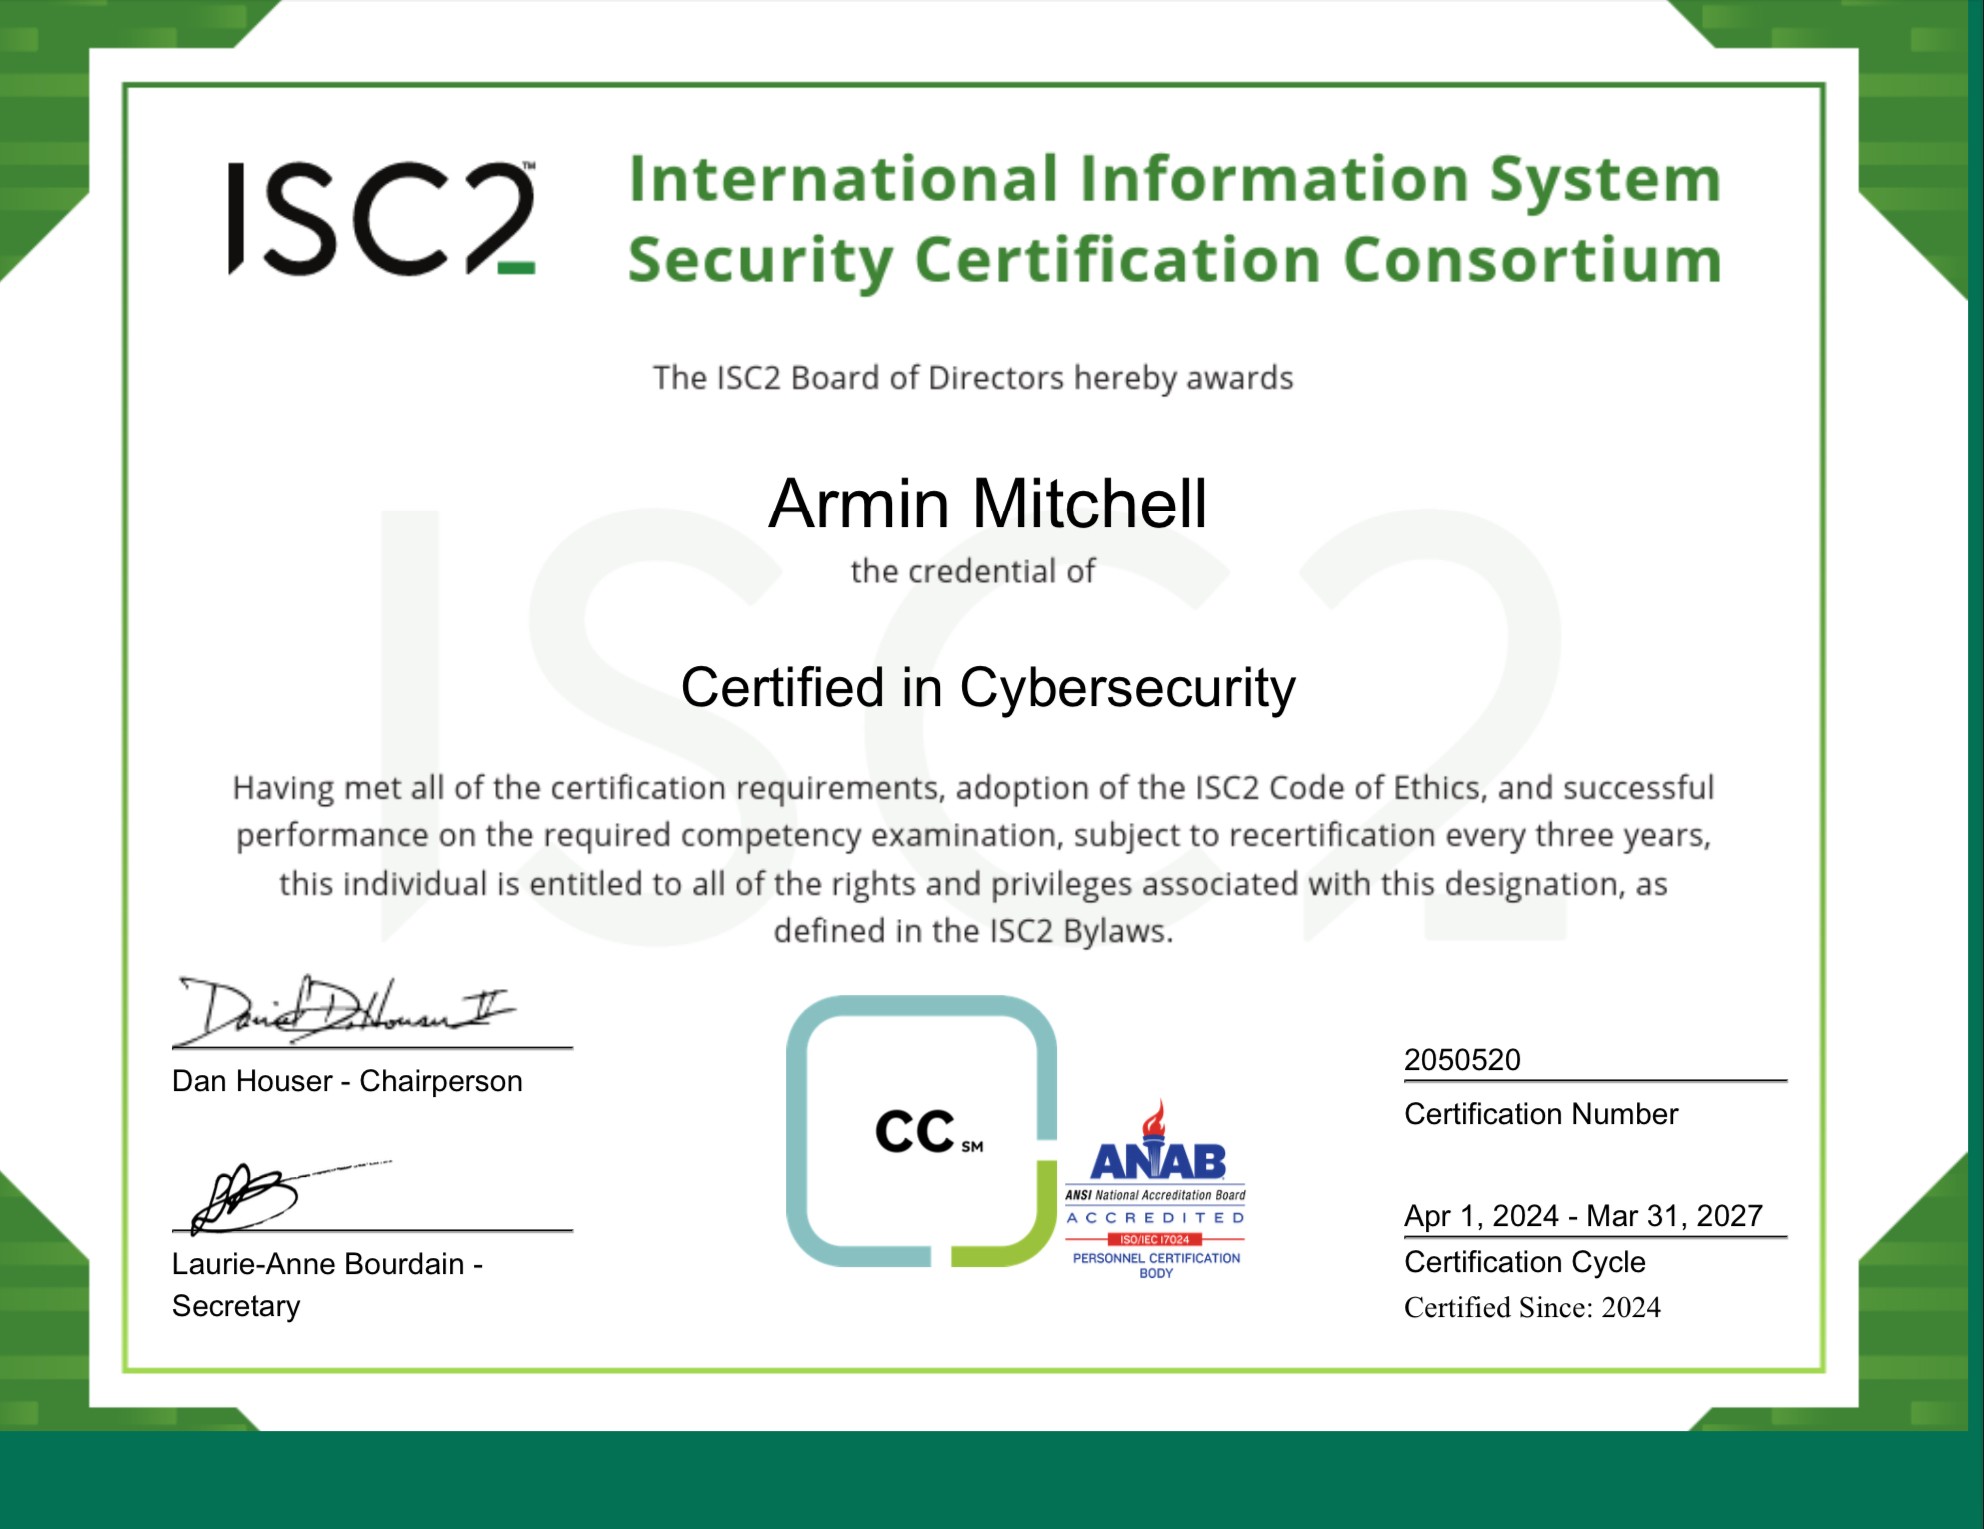 ISC2™
International Information System
Security Certification Consortium
The ISC2 Board of Directors hereby awards
Armin Mitchell
the credential of
Certified in Cybersecurity
Having met all of the certification requirements, adoption of the ISC2 Code of Ethics, and successful
performance on the required competency examination, subject to recertification every three years,
this individual is entitled to all of the rights and privileges associated with this designation, as
defined in the ISC2 Bylaws.
Dan Houser - Chairperson
Laurie-Anne Bourdain -
Secretary
CC SM
ANAB
ANSI National Accreditation Board
ACCREDITED
ISO/IEC 17024
PERSONNEL CERTIFICATION
BODY
2050520
Certification Number
Apr 1, 2024 - Mar 31, 2027
Certification Cycle
Certified Since: 2024